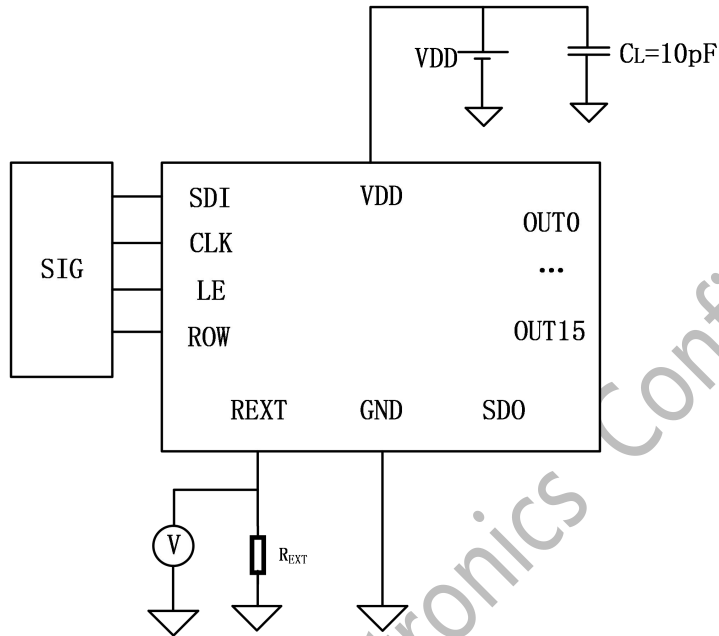 VDD
CL=10pF
SDI
VDD
OUT0
CLK
...
SIG
LE
ROW
OUT15
REXT
GND
SDO
V
REXT